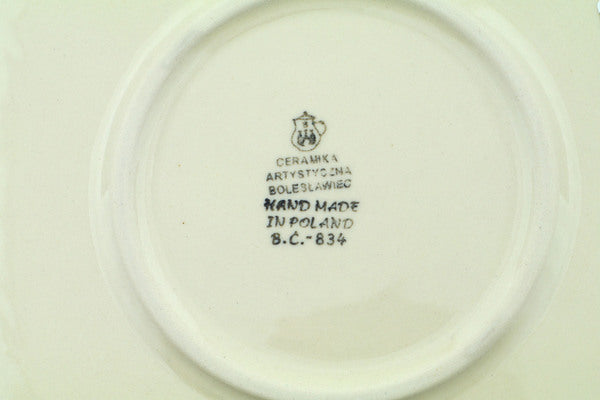 CERAMIKA
ARTYSTYCZNA
BOLESŁAWIEC
HAND MADE
IN POLAND
B.C.-834